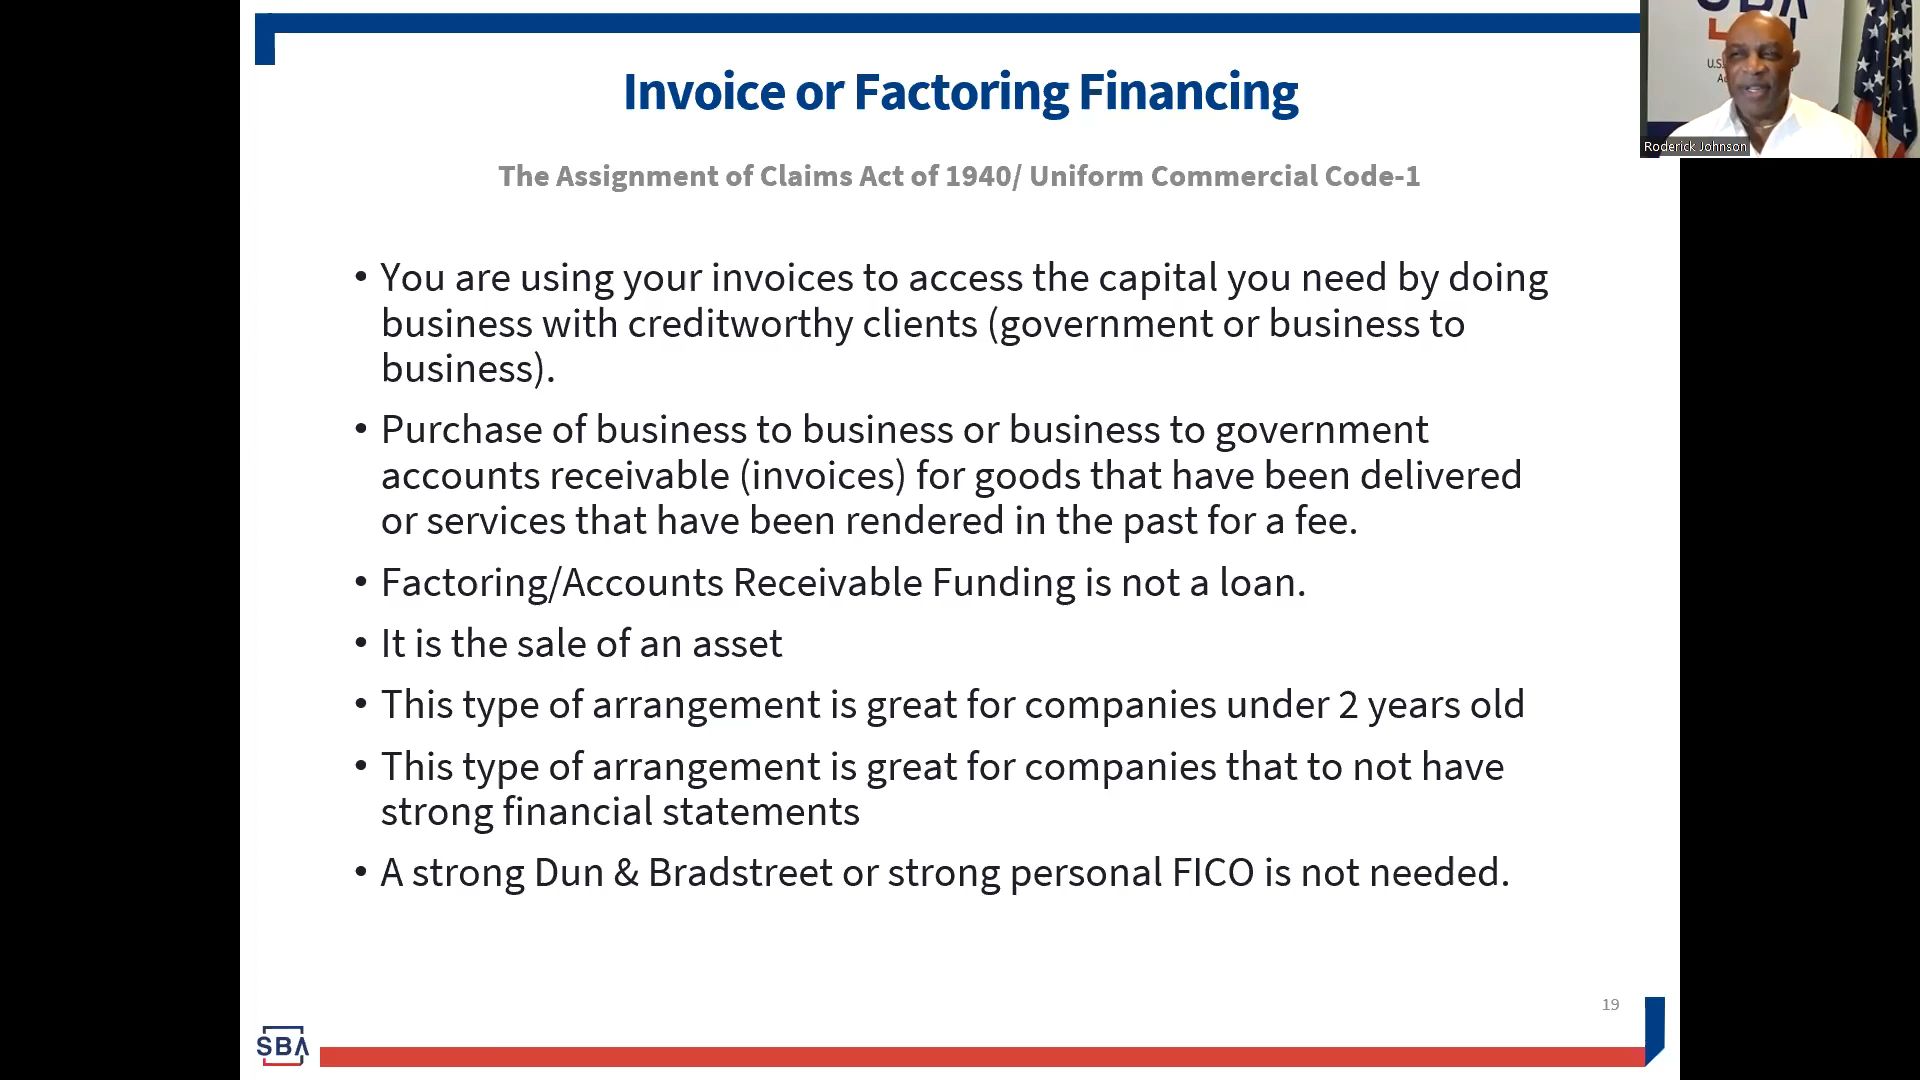 Invoice or Factoring Financing
The Assignment of Claims Act of 1940/ Uniform Commercial Code-1
• You are using your invoices to access the capital you need by doing
business with creditworthy clients (government or business to
business).
• Purchase of business to business or business to government
accounts receivable (invoices) for goods that have been delivered
or services that have been rendered in the past for a fee.
• Factoring/Accounts Receivable Funding is not a loan.
• It is the sale of an asset
• This type of arrangement is great for companies under 2 years old
• This type of arrangement is great for companies that to not have
strong financial statements
• A strong Dun & Bradstreet or strong personal FICO is not needed.
19
SBA
SBA
U.S.
Roderick Johnson